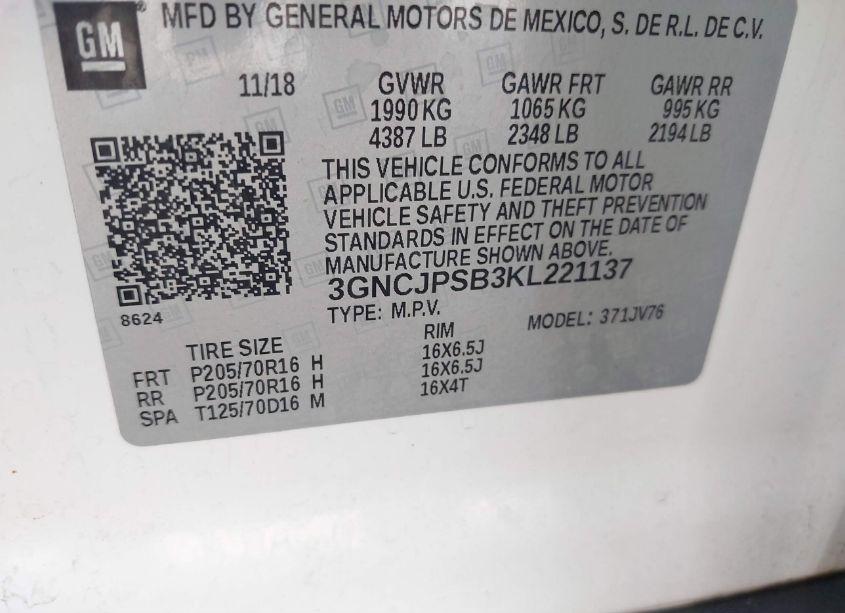 GM
MFD BY GENERAL MOTORS DE MEXICO, S. DE R.L. DE C.V.
11/18 GVWR GAWR FRT GAWR RR
1990 KG 1065 KG 995 KG
4387 LB 2348 LB 2194 LB
THIS VEHICLE CONFORMS TO ALL
APPLICABLE U.S. FEDERAL MOTOR
VEHICLE SAFETY AND THEFT PREVENTION
STANDARDS IN EFFECT ON THE DATE OF
MANUFACTURE SHOWN ABOVE.
3GNCJPSB3KL221137
8624
TYPE: M.P.V. MODEL: 371JV76
TIRE SIZE RIM
FRT P205/70R16 H 16X6.5J
RR P205/70R16 H 16X6.5J
SPA T125/70D16 M 16X4T